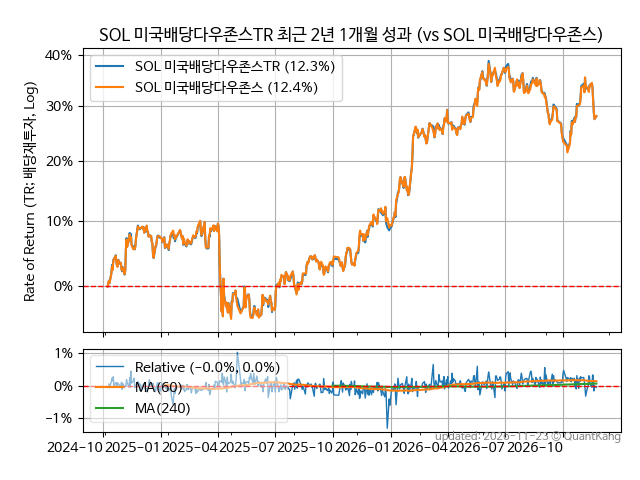 SOL 미국배당다우존스TR 최근 2년 1개월 성과 (vs SOL 미국배당다우존스)
Rate of Return (TR: 배당재투자, Log)
40%
30%
20%
10%
0%
SOL 미국배당다우존스TR (12.3%)
SOL 미국배당다우존스 (12.4%)
1%
0%
−1%
Relative (−0.0%, 0.0%)
MA(60)
MA(240)
2024−10 2025−01 2025−04 2025−07 2025−10 2026−01 2026−04 2026−07 2026−10
updated: 2026−11−23 © QuantKang